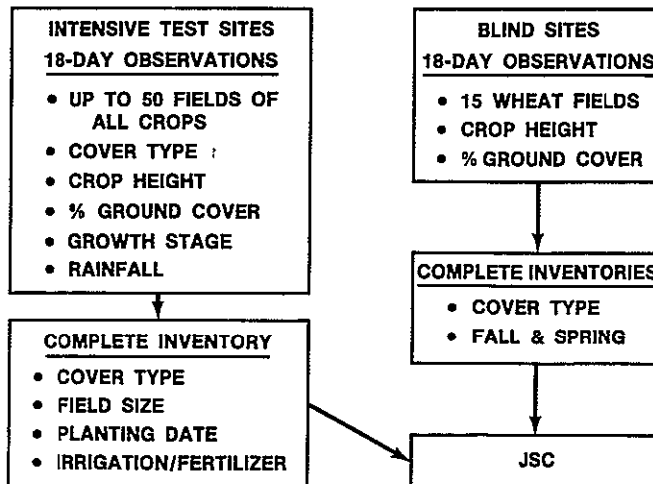 INTENSIVE TEST SITES
18-DAY OBSERVATIONS
• UP TO 50 FIELDS OF
ALL CROPS
• COVER TYPE
• CROP HEIGHT
• % GROUND COVER
• GROWTH STAGE
• RAINFALL
COMPLETE INVENTORY
• COVER TYPE
• FIELD SIZE
• PLANTING DATE
• IRRIGATION/FERTILIZER
BLIND SITES
18-DAY OBSERVATIONS
• 15 WHEAT FIELDS
• CROP HEIGHT
• % GROUND COVER
COMPLETE INVENTORIES
• COVER TYPE
• FALL & SPRING
JSC